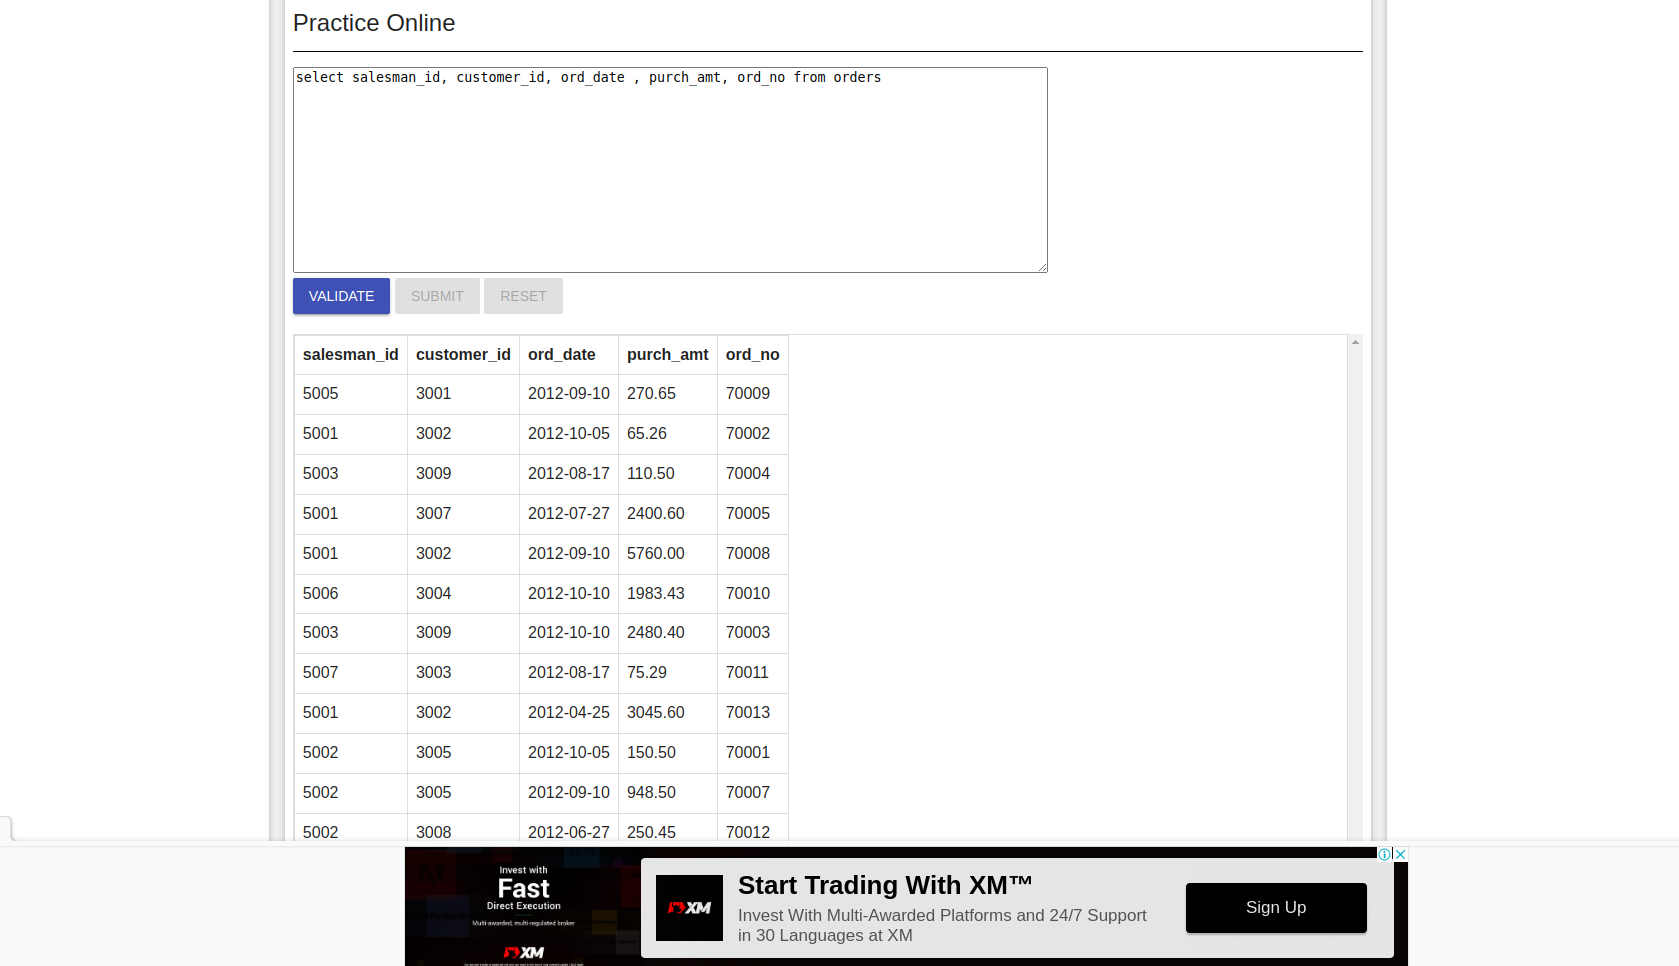 Practice Online
select salesman_id, customer_id, ord_date , purch_amt, ord_no from orders
VALIDATE SUBMIT RESET
salesman_id customer_id ord_date purch_amt ord_no
5005 3001 2012-09-10 270.65 70009
5001 3002 2012-10-05 65.26 70002
5003 3009 2012-08-17 110.50 70004
5001 3007 2012-07-27 2400.60 70005
5001 3002 2012-09-10 5760.00 70008
5006 3004 2012-10-10 1983.43 70010
5003 3009 2012-10-10 2480.40 70003
5007 3003 2012-08-17 75.29 70011
5001 3002 2012-04-25 3045.60 70013
5002 3005 2012-10-05 150.50 70001
5002 3005 2012-09-10 948.50 70007
5002 3008 2012-06-27 250.45 70012
Invest with
Fast
Direct Execution
Multi-awarded, multi-regulated broker
XM
XM
Start Trading With XM™
Invest With Multi-Awarded Platforms and 24/7 Support
in 30 Languages at XM
Sign Up